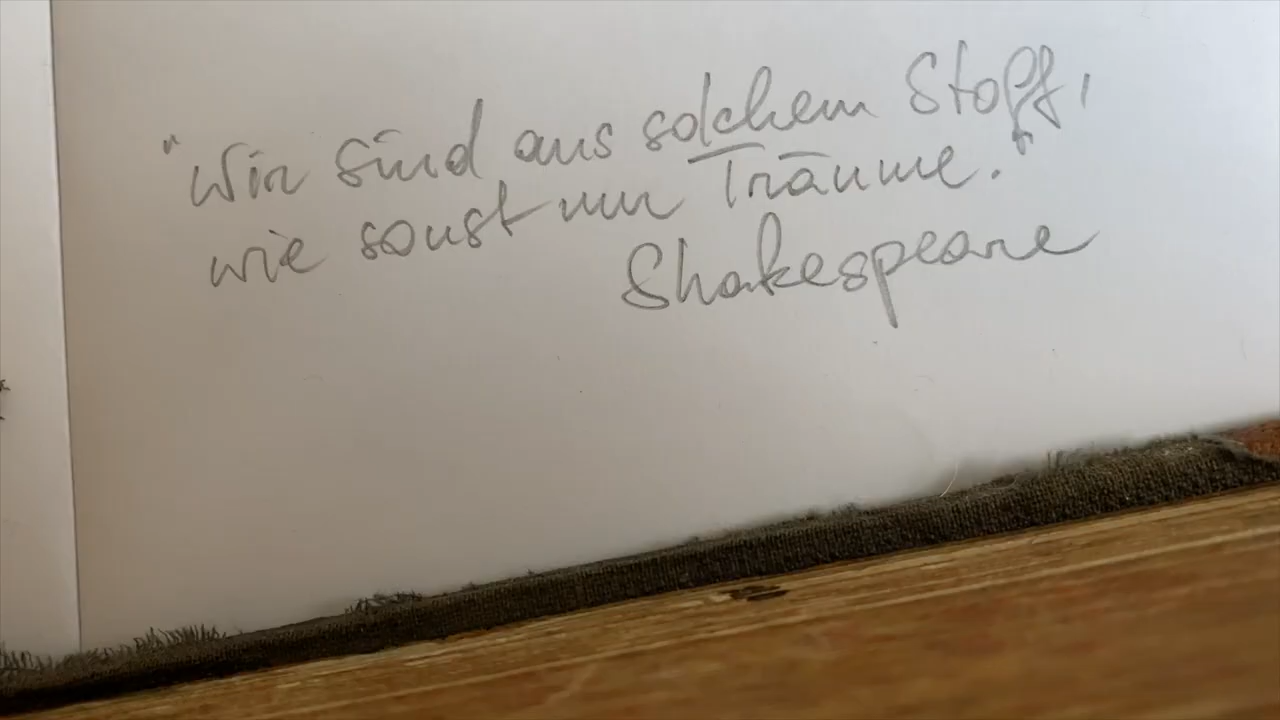 "Wir sind aus solchem Stoff,
wie sonst nur Träume."
Shakespeare